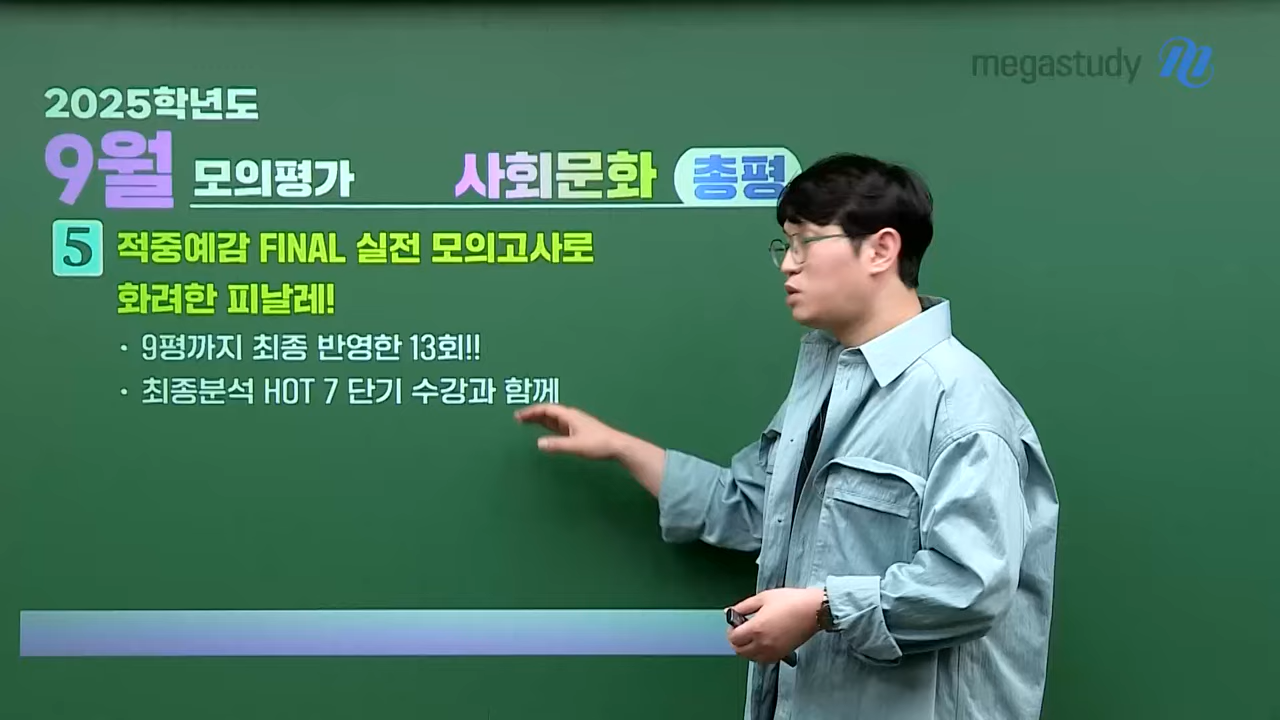 megastudy
2025학년도
9월 모의평가 사회문화 총평
5 적중예감 FINAL 실전 모의고사로
화려한 피날레!
· 9평까지 최종 반영한 13회!!
· 최종분석 HOT 7 단기 수강과 함께